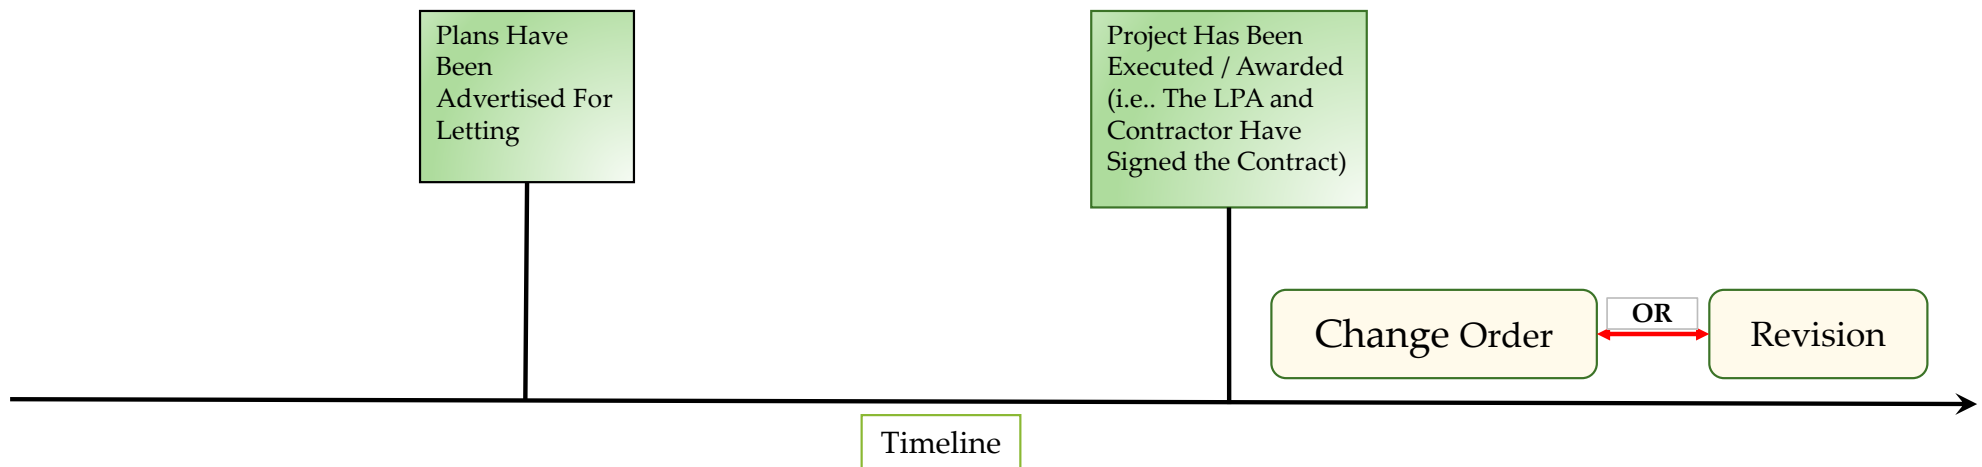 Plans Have
Been
Advertised For
Letting
Project Has Been
Executed / Awarded
(i.e.. The LPA and
Contractor Have
Signed the Contract)
Change Order
OR
Revision
Timeline